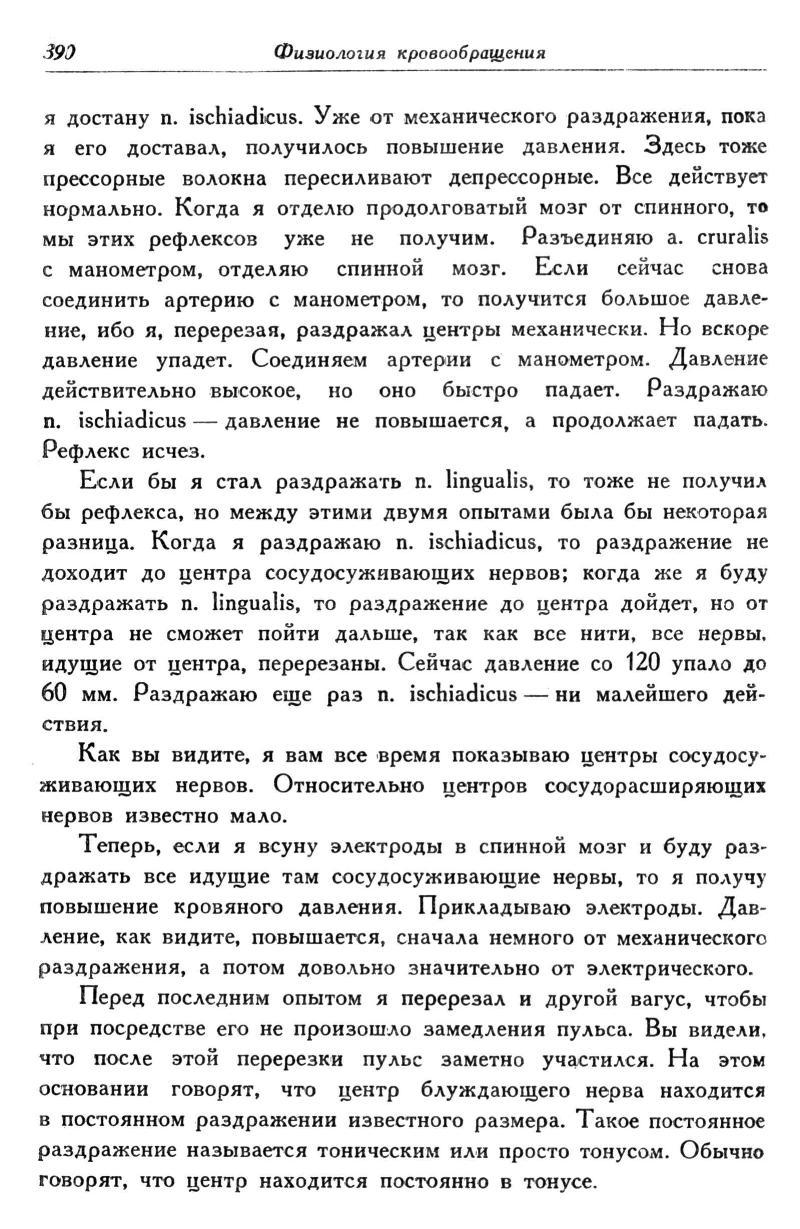 390 Физиология кровообращения
я достану n. ischiadicus. Уже от механического раздражения, пока
я его доставал, получилось повышение давления. Здесь тоже
прессорные волокна пересиливают депрессорные. Все действует
нормально. Когда я отделю продолговатый мозг от спинного, то
мы этих рефлексов уже не получим. Разъединяю a. cruralis
с манометром, отделяю спинной мозг. Если сейчас снова
соединить артерию с манометром, то получится большое давле-
ние, ибо я, перерезая, раздражал центры механически. Но вскоре
давление упадет. Соединяем артерии с манометром. Давление
действительно высокое, но оно быстро падает. Раздражаю
n. ischiadicus — давление не повышается, а продолжает падать.
Рефлекс исчез.
Если бы я стал раздражать n. lingualis, то тоже не получил
бы рефлекса, но между этими двумя опытами была бы некоторая
разница. Когда я раздражаю n. ischiadicus, то раздражение не
доходит до центра сосудосуживающих нервов; когда же я буду
раздражать n. lingualis, то раздражение до центра дойдет, но от
центра не сможет пойти дальше, так как все нити, все нервы,
идущие от центра, перерезаны. Сейчас давление со 120 упало до
60 мм. Раздражаю еще раз n. ischiadicus — ни малейшего дей-
ствия.
Как вы видите, я вам все время показываю центры сосудосу-
живающих нервов. Относительно центров сосудорасширяющих
нервов известно мало.
Теперь, если я всуну электроды в спинной мозг и буду раз-
дражать все идущие там сосудосуживающие нервы, то я получу
повышение кровяного давления. Прикладываю электроды. Дав-
ление, как видите, повышается, сначала немного от механического
раздражения, а потом довольно значительно от электрического.
Перед последним опытом я перерезал и другой вагус, чтобы
при посредстве его не произошло замедления пульса. Вы видели,
что после этой перерезки пульс заметно участился. На этом
основании говорят, что центр блуждающего нерва находится
в постоянном раздражении известного размера. Такое постоянное
раздражение называется тоническим или просто тонусом. Обычно
говорят, что центр находится постоянно в тонусе.